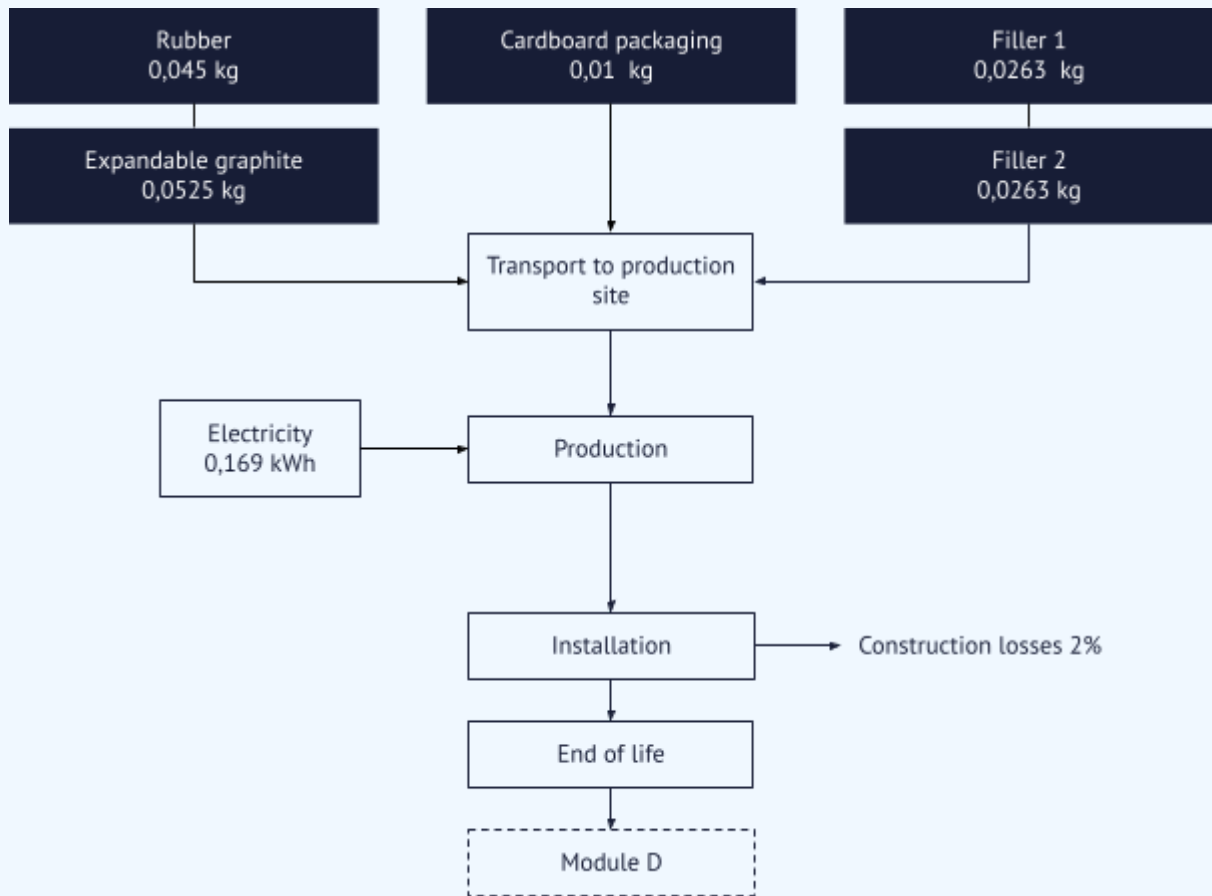 Rubber
0,045 kg
Cardboard packaging
0,01 kg
Filler 1
0,0263 kg
Expandable graphite
0,0525 kg
Filler 2
0,0263 kg
Transport to production
site
Electricity
0,169 kWh
Production
Installation
Construction losses 2%
End of life
Module D